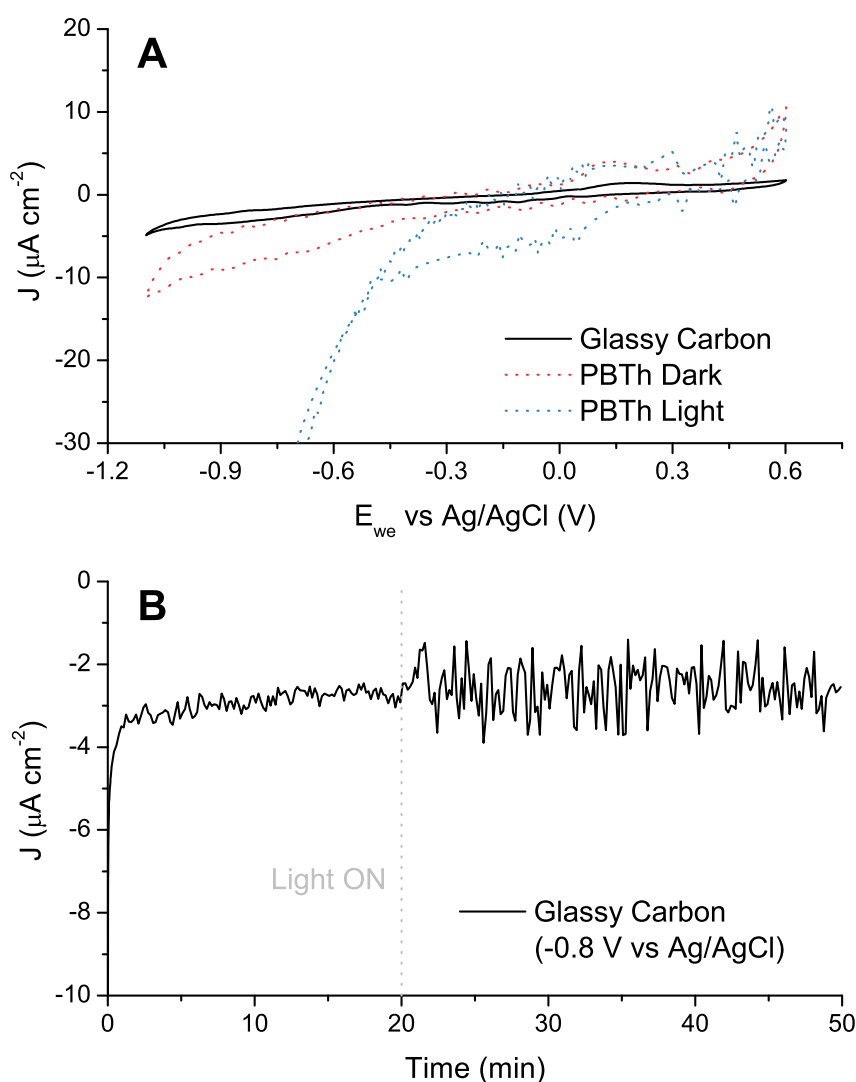 A
20
10
0
-10
-20
-30
J (μA cm⁻²)
Glassy Carbon
PBTh Dark
PBTh Light
-1.2 -0.9 -0.6 -0.3 0.0 0.3 0.6
E_we vs Ag/AgCl (V)
B
0
-2
-4
-6
-8
-10
J (μA cm⁻²)
Light ON
Glassy Carbon
(-0.8 V vs Ag/AgCl)
0 10 20 30 40 50
Time (min)